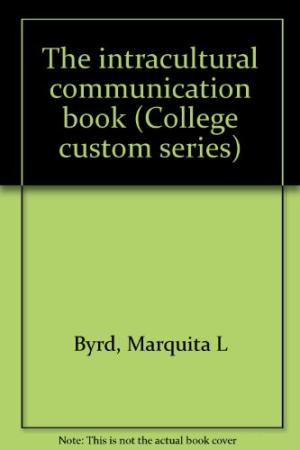 The intracultural
communication
book (College
custom series)
Byrd, Marquita L
Note: This is not the actual book cover